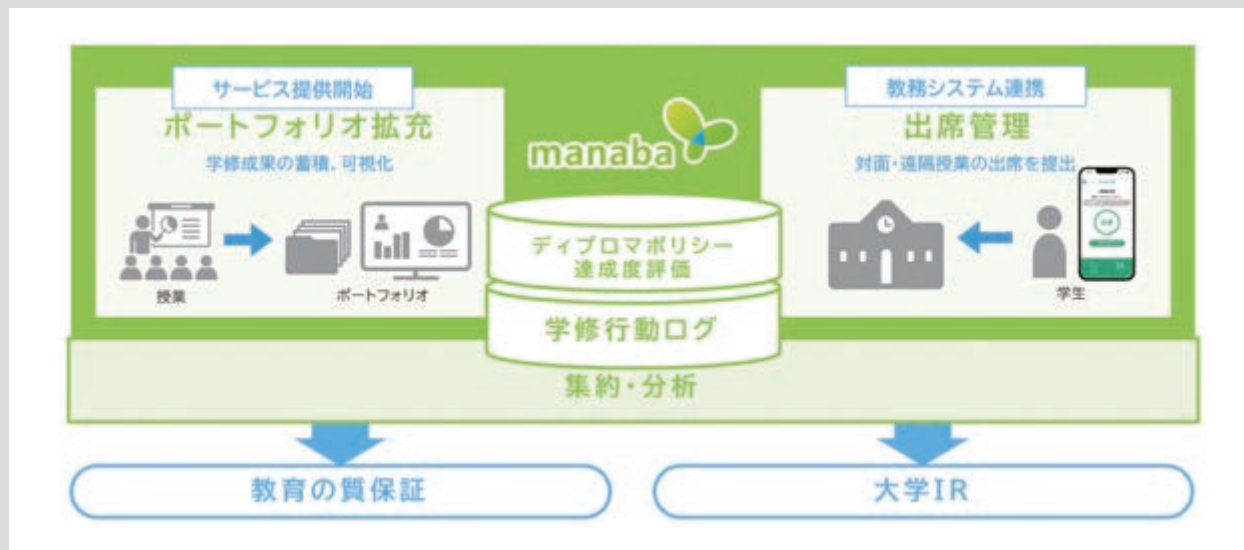 サービス提供開始
ポートフォリオ拡充
学修成果の蓄積、可視化
授業
ポートフォリオ
manaba
ディプロマポリシー
達成度評価
学修行動ログ
教務システム連携
出席管理
対面・遠隔授業の出席を提出
学生
集約・分析
教育の質保証
大学IR